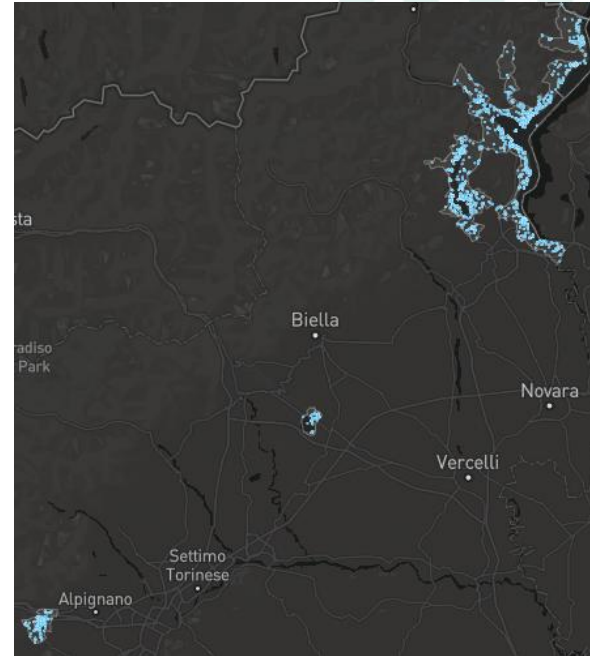 sta
Biella
radiso
Park
Novara
Vercelli
Settimo
Torinese
Alpignano